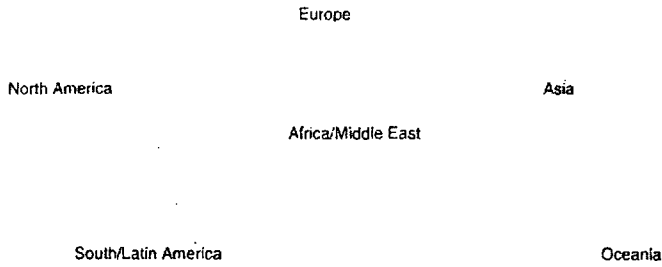 Europe
North America
Asia
Africa/Middle East
South/Latin America
Oceania